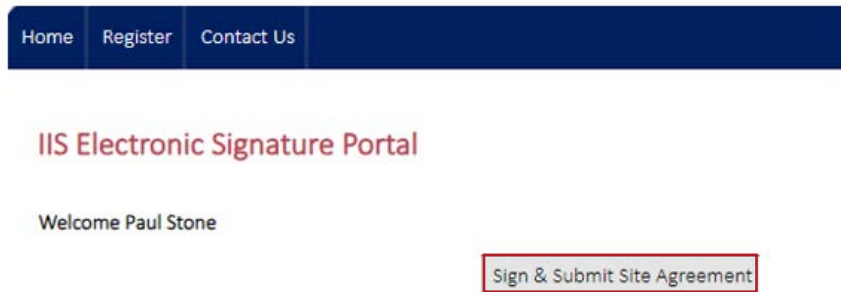 Home Register Contact Us
IIS Electronic Signature Portal
Welcome Paul Stone
Sign & Submit Site Agreement